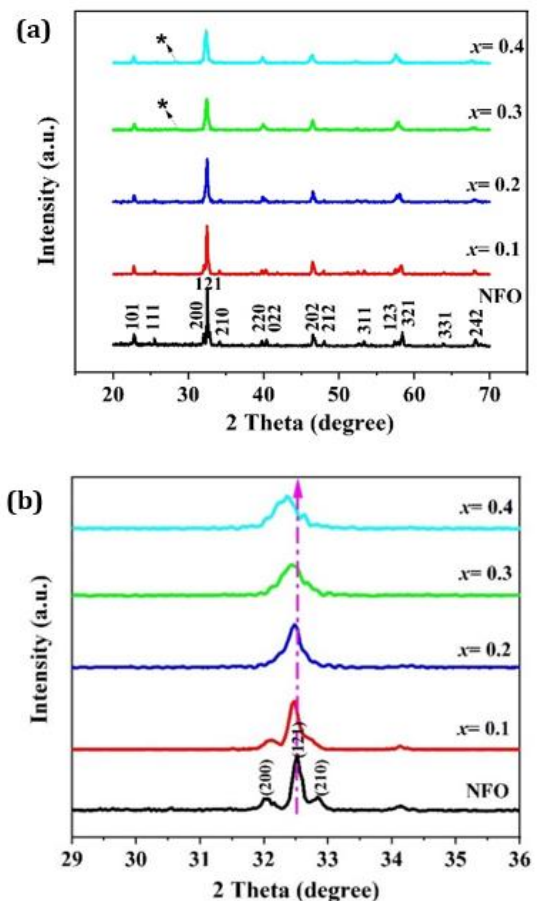 (a)
Intensity (a.u.)
*
x= 0.4
*
x= 0.3
x= 0.2
x= 0.1
NFO
101
111
200
121
210
220
022
202
212
311
123
321
331
242
20 30 40 50 60 70
2 Theta (degree)
(b)
Intensity (a.u.)
x= 0.4
x= 0.3
x= 0.2
x= 0.1
NFO
(200)
(121)
(210)
29 30 31 32 33 34 35 36
2 Theta (degree)